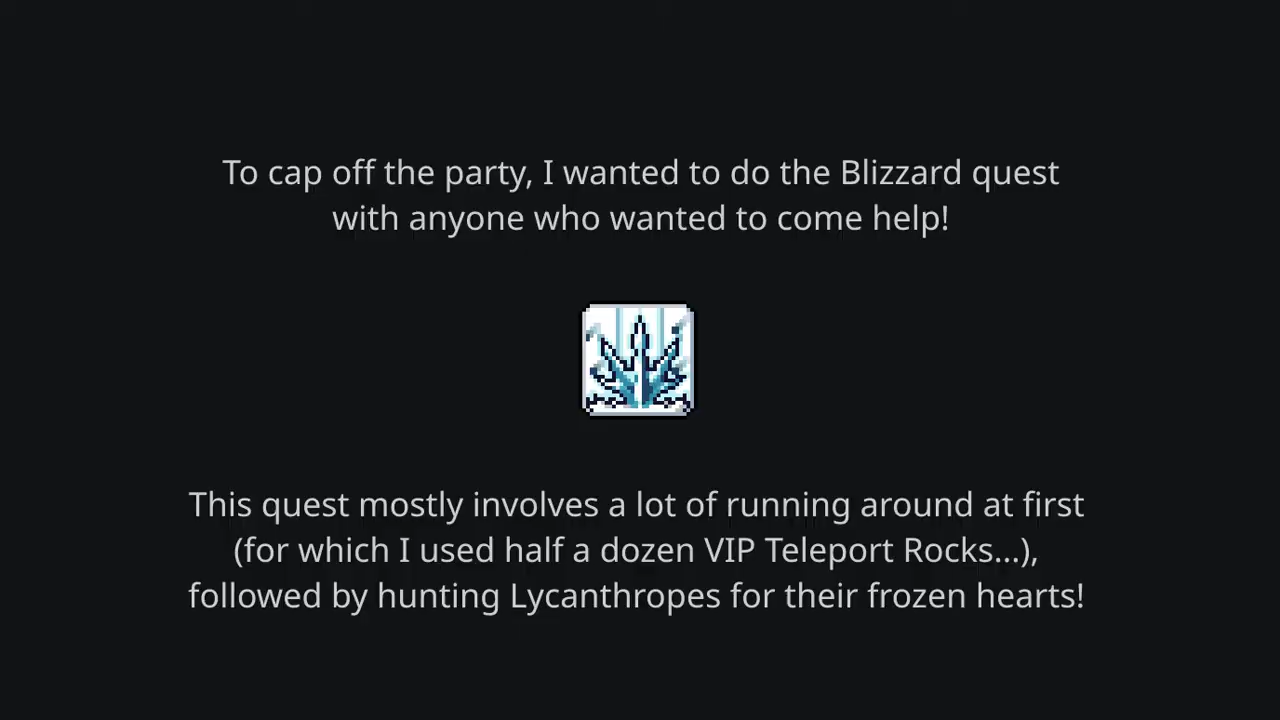 To cap off the party, I wanted to do the Blizzard quest
with anyone who wanted to come help!
This quest mostly involves a lot of running around at first
(for which I used half a dozen VIP Teleport Rocks...),
followed by hunting Lycanthropes for their frozen hearts!